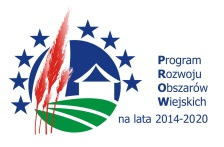 Program
Rozwoju
Obszarów
Wiejskich
na lata 2014-2020